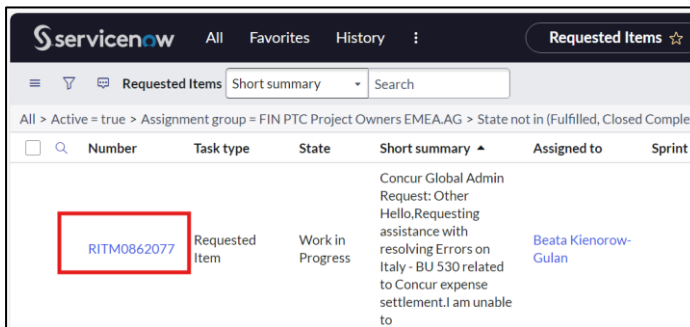 servicenow All Favorites History Requested Items
Requested Items Short summary Search
All > Active = true > Assignment group = FIN PTC Project Owners EMEA.AG > State not in (Fulfilled, Closed Comple
Number Task type State Short summary Assigned to Sprint
Concur Global Admin
Request: Other
Hello,Requesting
assistance with
RITM0862077 Requested Item Work in Progress resolving Errors on Beata Kienorow-Gulan
Italy - BU 530 related
to Concur expense
settlement.I am unable
to